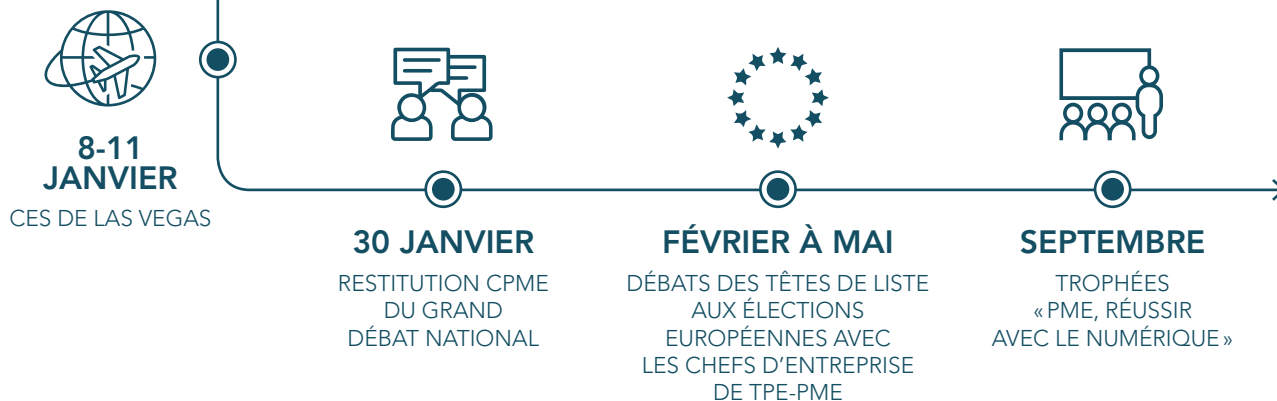 8-11
JANVIER
CES DE LAS VEGAS
30 JANVIER
RESTITUTION CPME
DU GRAND
DÉBAT NATIONAL
FÉVRIER À MAI
DÉBATS DES TÊTES DE LISTE
AUX ÉLECTIONS
EUROPÉENNES AVEC
LES CHEFS D'ENTREPRISE
DE TPE-PME
SEPTEMBRE
TROPHÉES
«PME, RÉUSSIR
AVEC LE NUMÉRIQUE»